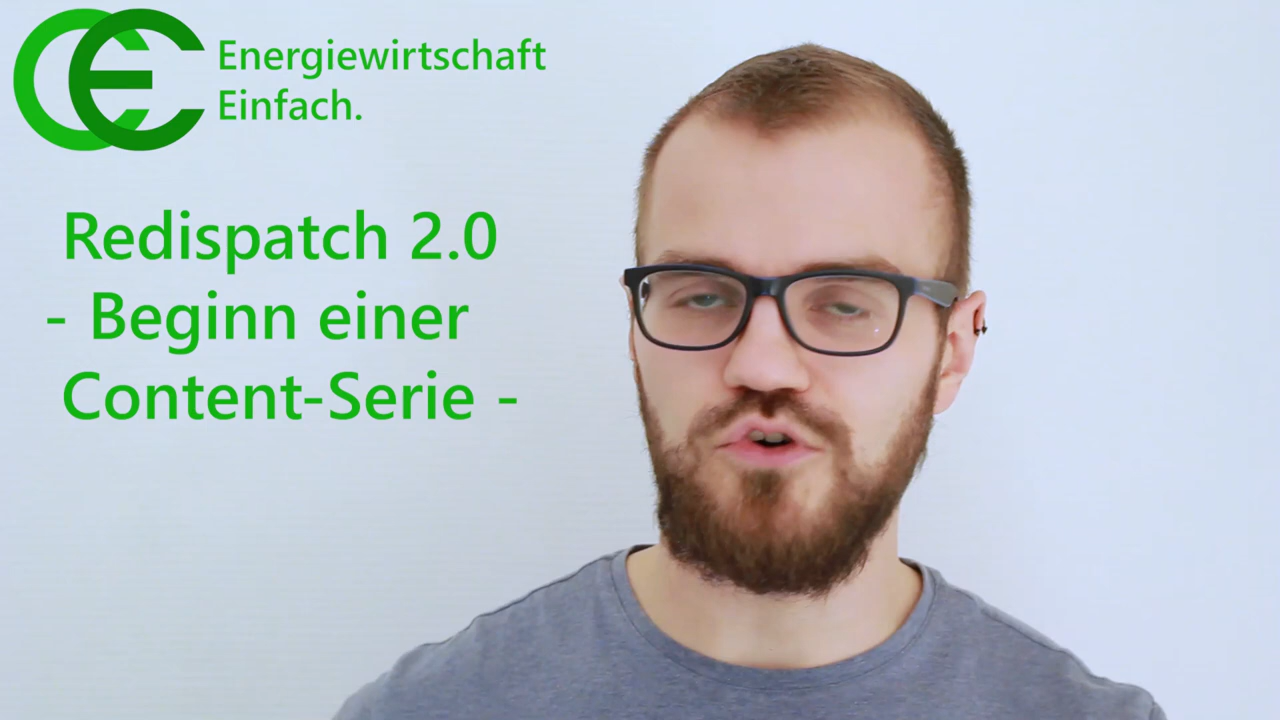 Energiewirtschaft
Einfach.
Redispatch 2.0
- Beginn einer
Content-Serie -